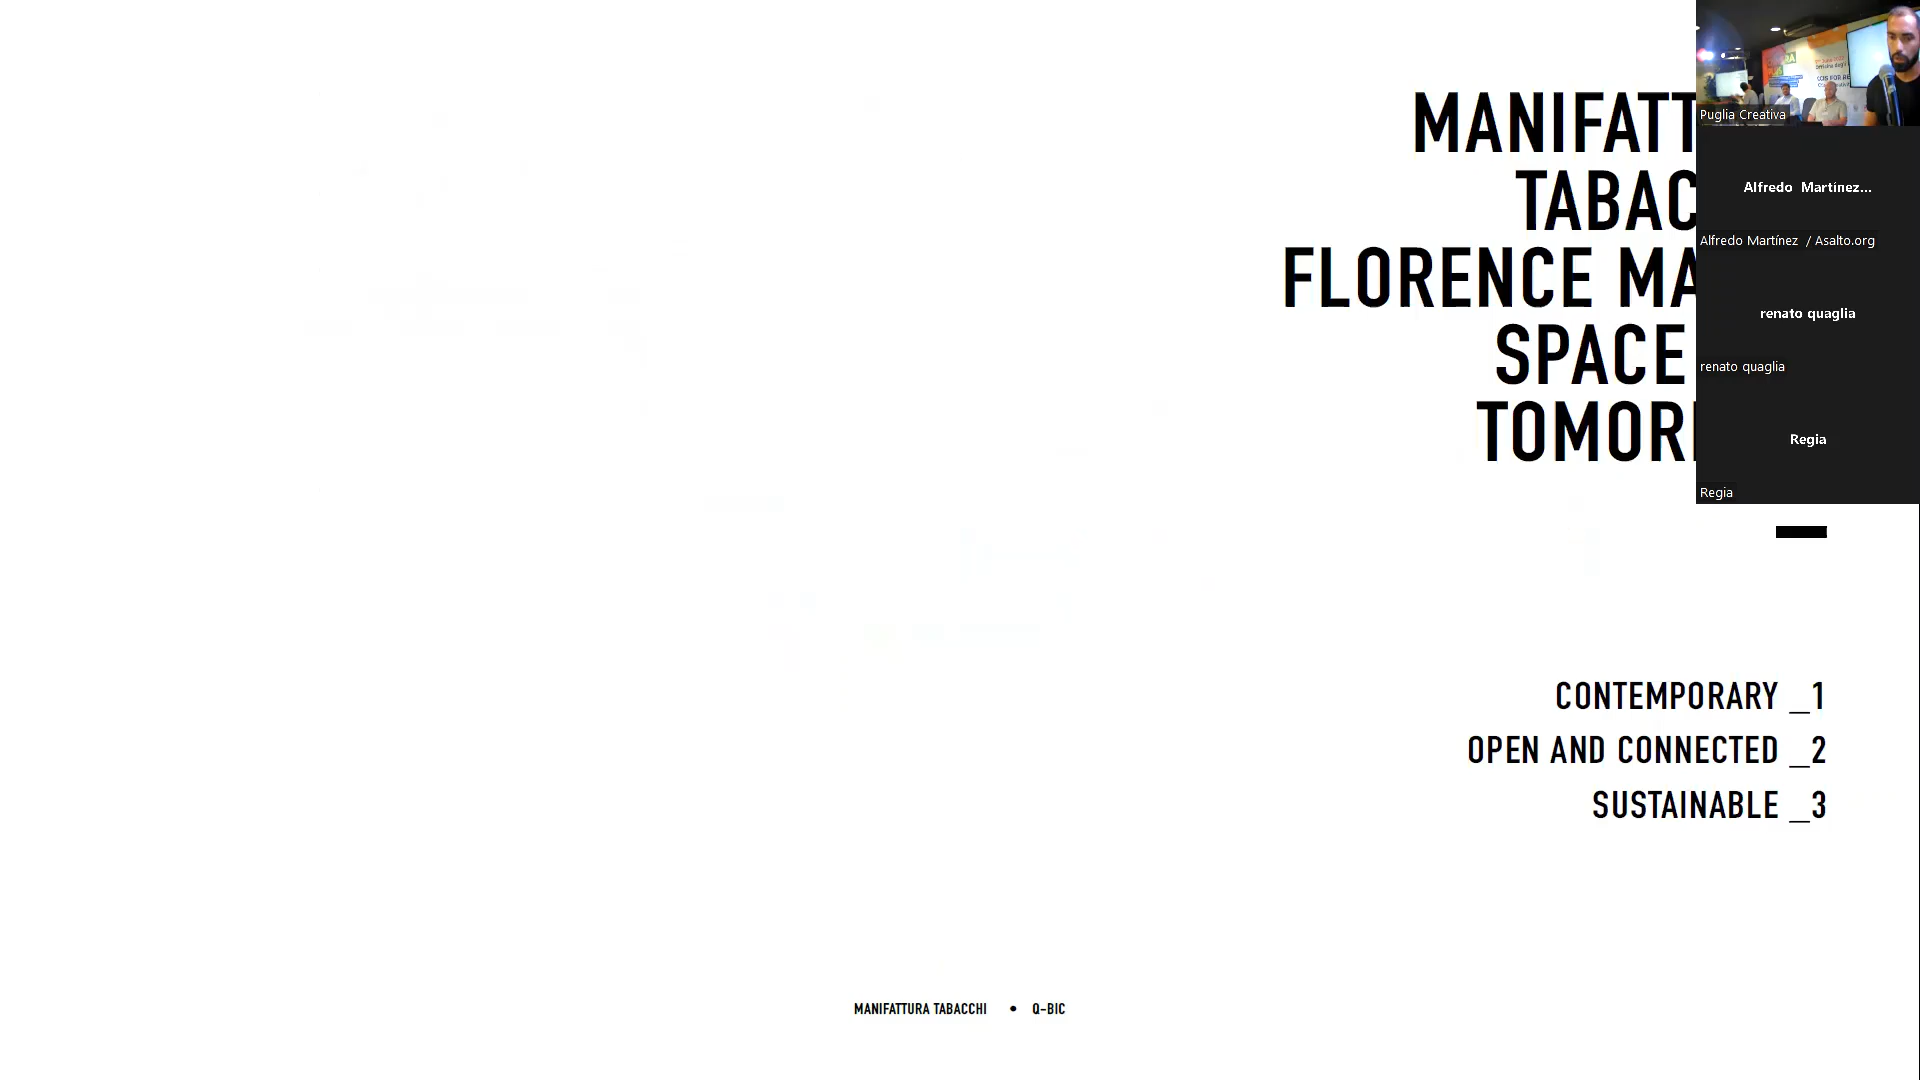 MANIFATT
TABAC
FLORENCE MA
SPACE
TOMOR
CONTEMPORARY _1
OPEN AND CONNECTED _2
SUSTAINABLE _3
MANIFATTURA TABACCHI • Q-BIC
Puglia Creativa
Alfredo Martínez...
Alfredo Martínez / Asalto.org
renato quaglia
renato quaglia
Regia
Regia